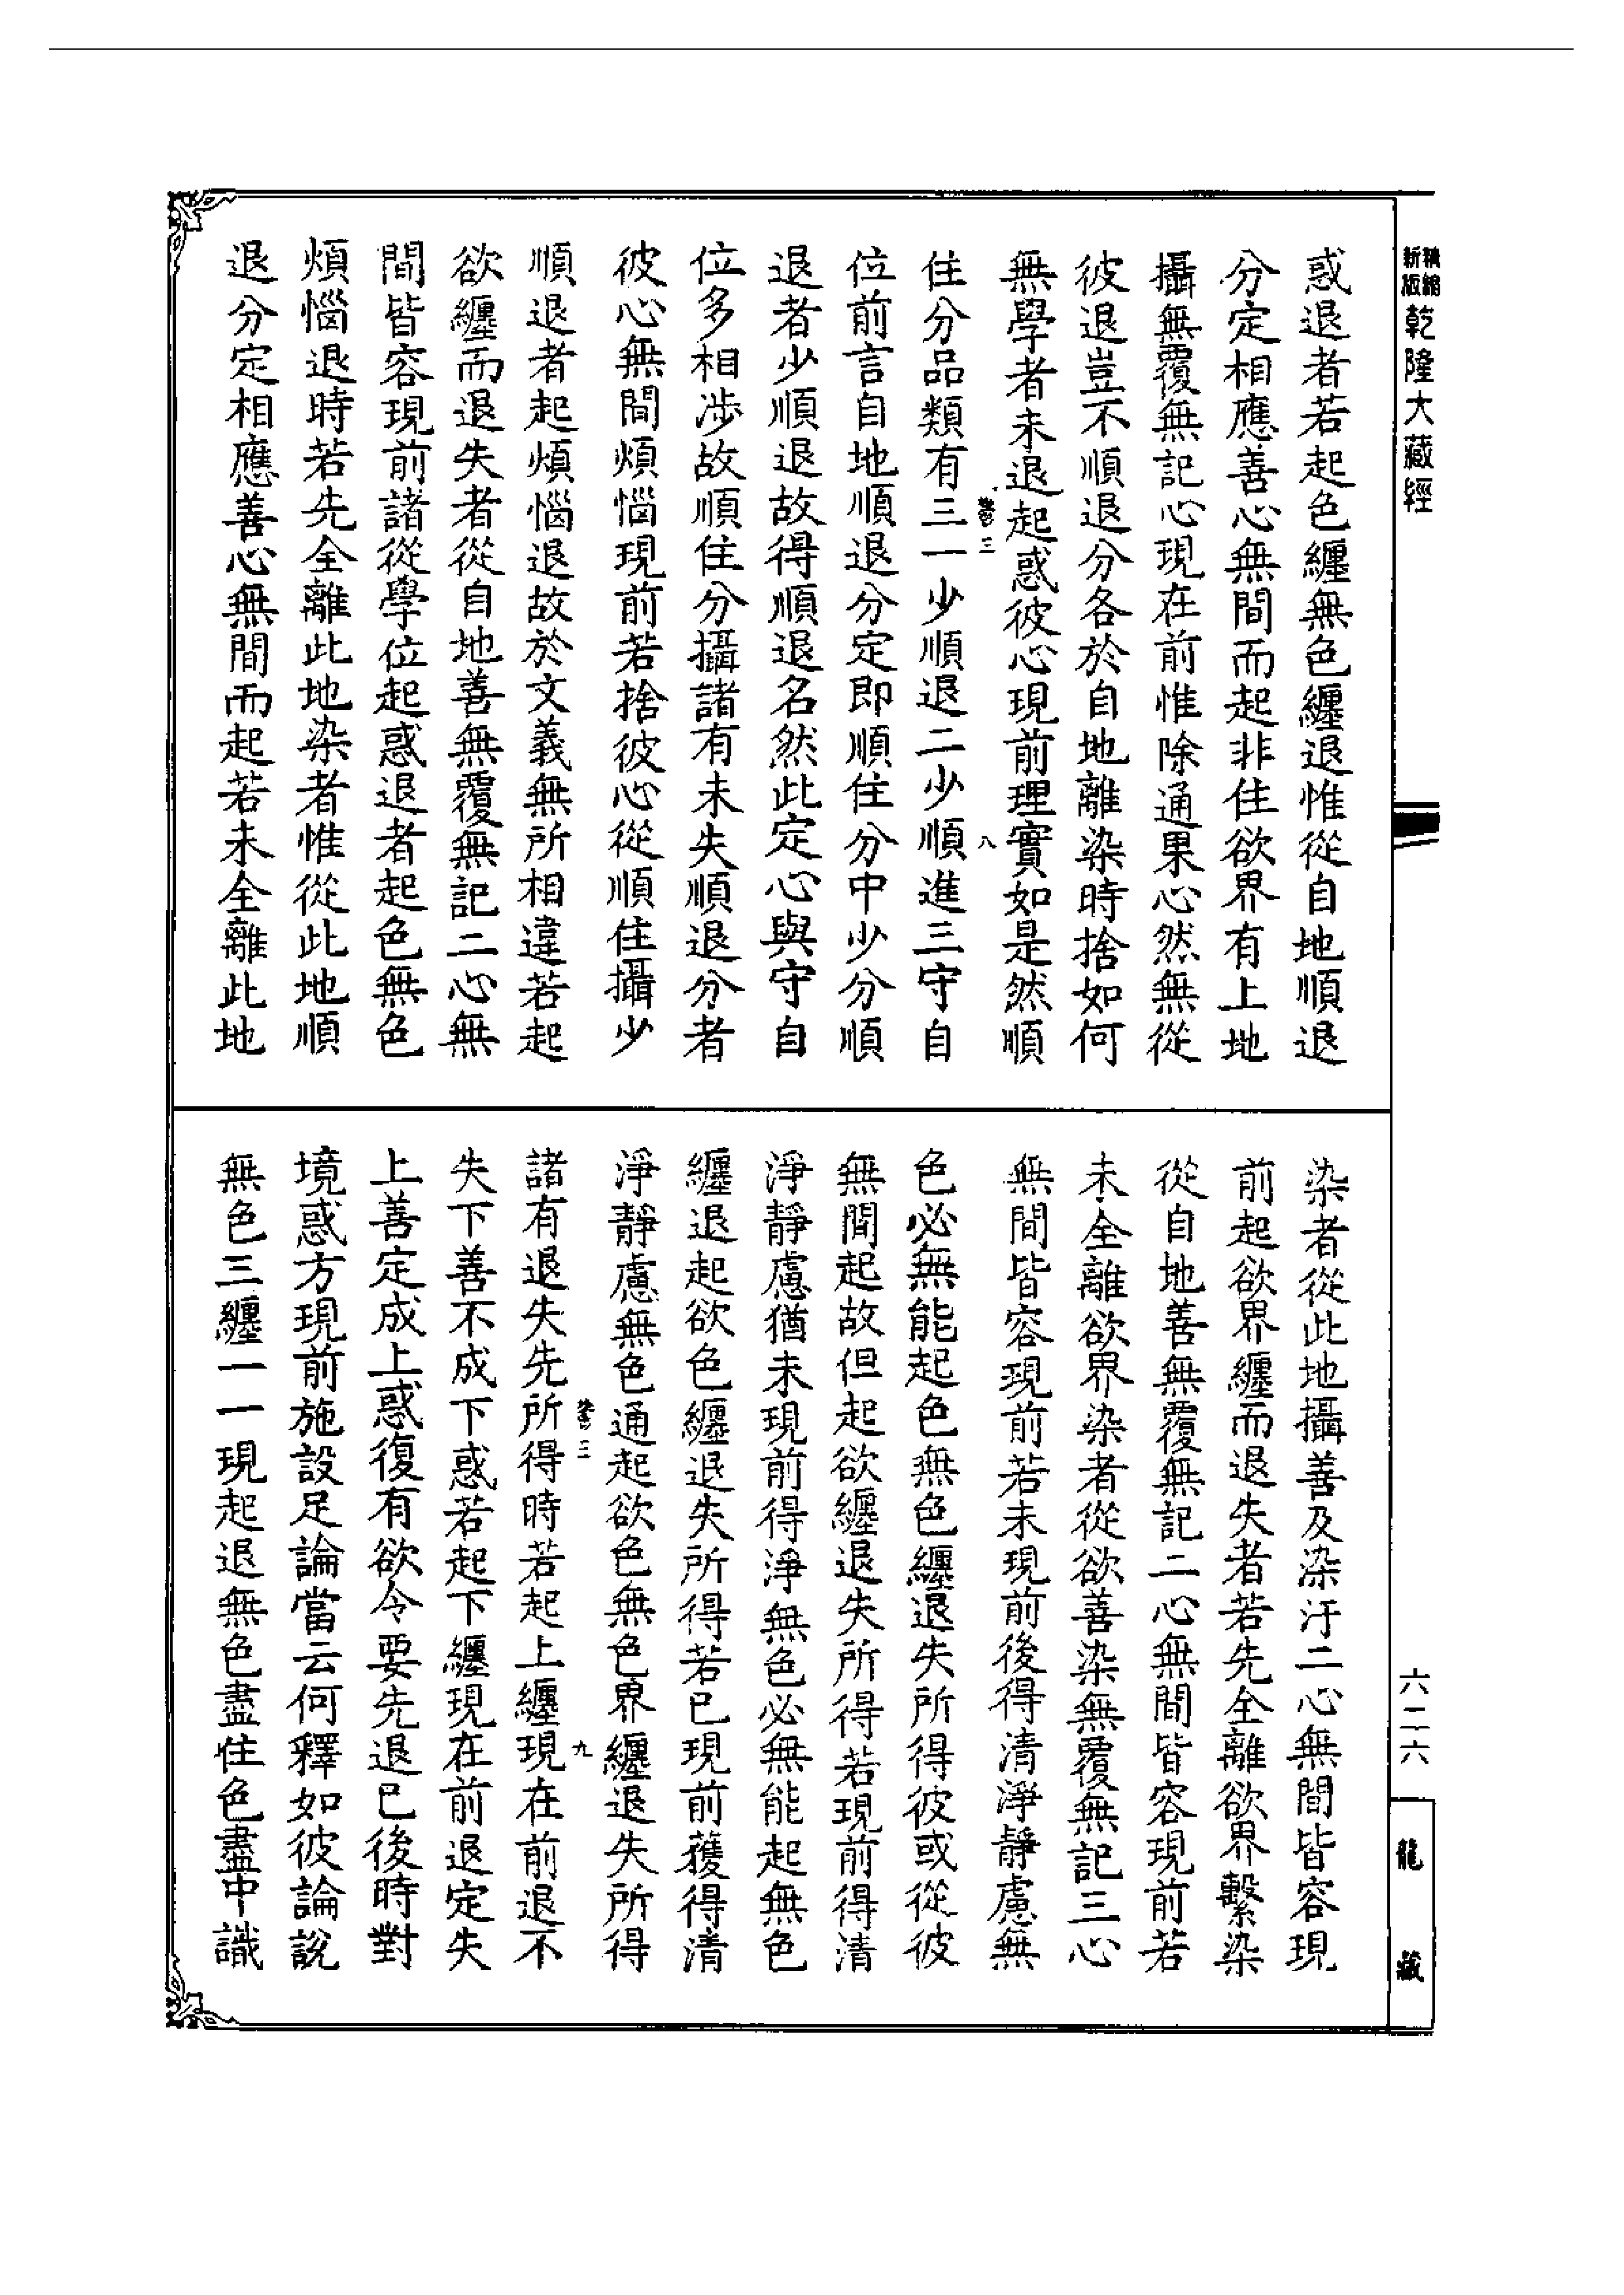 精縮
新版
乾隆大藏經
惑退者若起色纏無色纏退惟從自地順退
分定相應善心無間而起非住欲界有上地
攝無覆無記心現在前惟除通果心然無從
彼退豈不順退分各於自地離染時捨如何
無學者未退起惑彼心現前理實如是然順
三
八
住分品類有三一少順退二少順進三守自
位前言自地順退分定即順住分中少分順
退者少順退故得順退名然此定心與守自
位多相涉故順住分攝諸有未失順退分者
彼心無間煩惱現前若捨彼心從順住攝少
順退者起煩惱退故於文義無所相違若起
欲纏而退失者從自地善無覆無記二心無
間皆容現前諸從學位起惑退者起色無色
煩惱退時若先全離此地染者惟從此地順
退分定相應善心無間而起若未全離此地
染者從此地攝善及染汙二心無間皆容現
前起欲界纏而退失者若先全離欲界繫染
從自地善無覆無記二心無間皆容現前若
未全離欲界染者從欲善染無覆無記三心
無間皆容現前若未現前後得清淨靜慮無
色必無能起色無色纏退失所得彼或從彼
無間起故但起欲纏退失所得若現前得清
淨靜慮猶未現前得淨無色必無能起無色
纏退起欲色纏退失所得若已現前獲得清
淨靜慮無色通起欲色無色界纏退失所得
三
九
諸有退失先所得時若起上纏現在前退不
失下善不成下惑若起下纏現在前退定失
上善定成上惑復有欲令要先退已後時對
境惑方現前施設足論當云何釋如彼論說
無色三纏一一現起退無色盡住色盡中識
六二六
龍藏